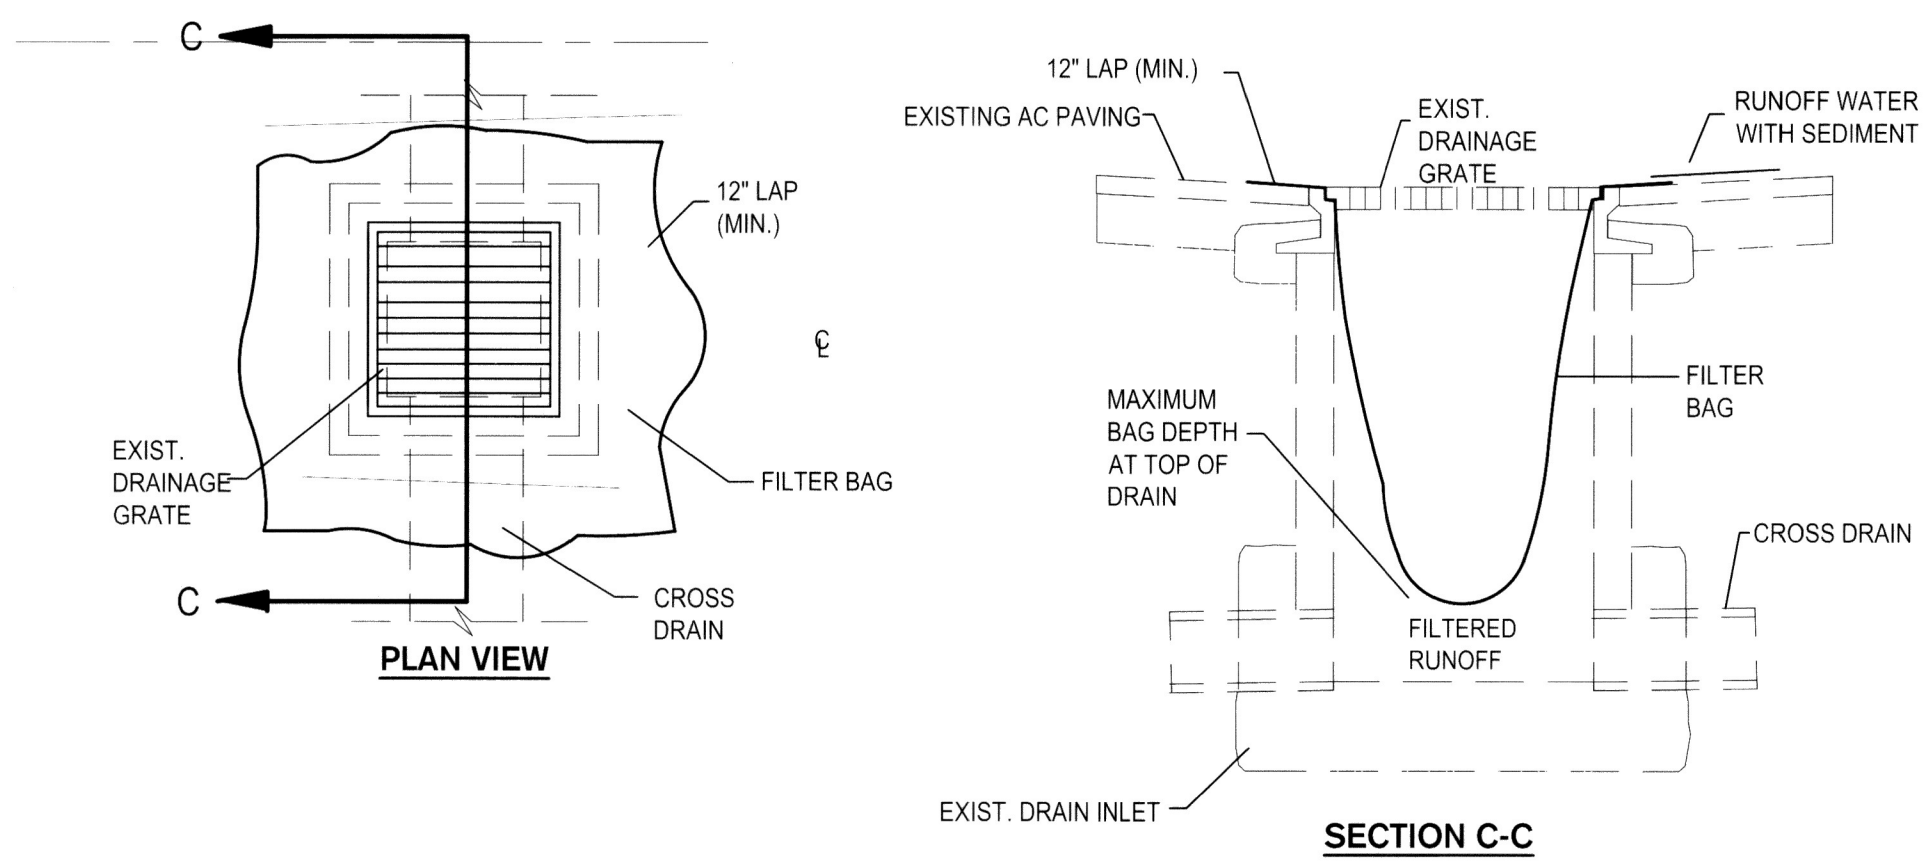 C
12" LAP
(MIN.)
EXIST.
DRAINAGE
GRATE
FILTER BAG
C
CROSS
DRAIN
PLAN VIEW
℄
12" LAP (MIN.)
EXISTING AC PAVING
EXIST.
DRAINAGE
GRATE
RUNOFF WATER
WITH SEDIMENT
MAXIMUM
BAG DEPTH
AT TOP OF
DRAIN
FILTER
BAG
CROSS DRAIN
FILTERED
RUNOFF
EXIST. DRAIN INLET
SECTION C-C